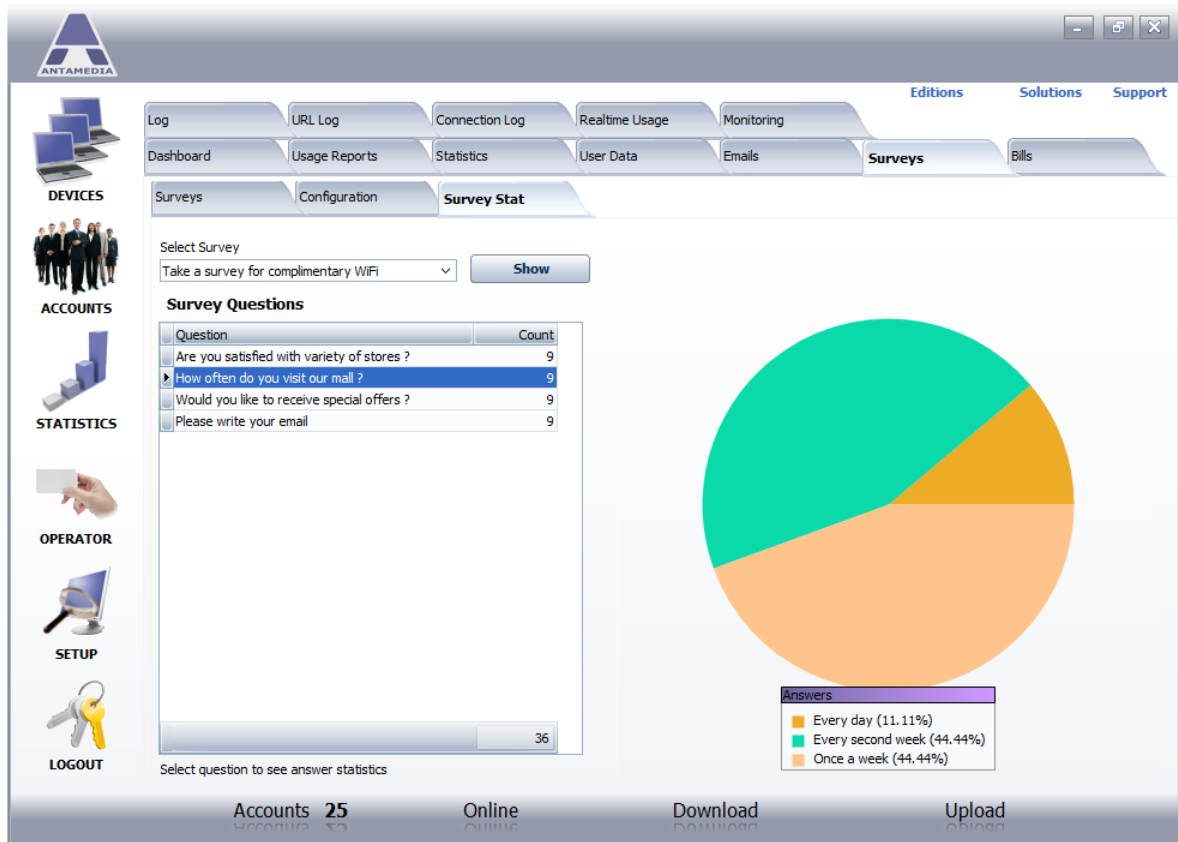 ANTAMEDIA
Editions Solutions Support
Log URL Log Connection Log Realtime Usage Monitoring
Dashboard Usage Reports Statistics User Data Emails Surveys Bills
Surveys Configuration Survey Stat
DEVICES
ACCOUNTS
STATISTICS
OPERATOR
SETUP
LOGOUT
Select Survey
Take a survey for complimentary WiFi Show
Survey Questions
Question Count
Are you satisfied with variety of stores ? 9
How often do you visit our mall ? 9
Would you like to receive special offers ? 9
Please write your email 9
36
Select question to see answer statistics
Answers
Every day (11.11%)
Every second week (44.44%)
Once a week (44.44%)
Accounts 25 Online Download Upload